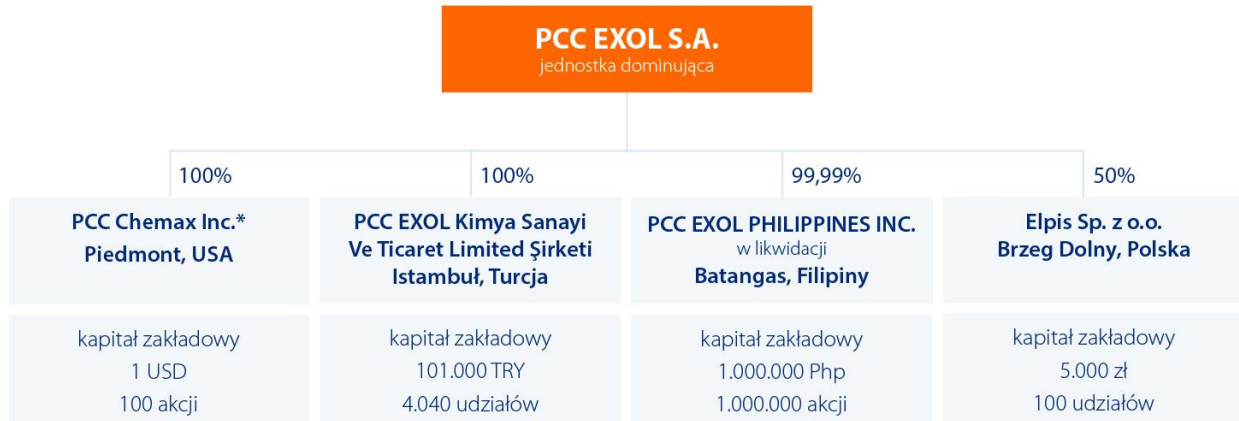 PCC EXOL S.A.
jednostka dominująca
100%
100%
99,99%
50%
PCC Chemax Inc.*
Piedmont, USA
kapitał zakładowy
1 USD
100 akcji
PCC EXOL Kimya Sanayi
Ve Ticaret Limited Şirketi
Istambuł, Turcja
kapitał zakładowy
101.000 TRY
4.040 udziałów
PCC EXOL PHILIPPINES INC.
w likwidacji
Batangas, Filipiny
kapitał zakładowy
1.000.000 Php
1.000.000 akcji
Elpis Sp. z o.o.
Brzeg Dolny, Polska
kapitał zakładowy
5.000 zł
100 udziałów